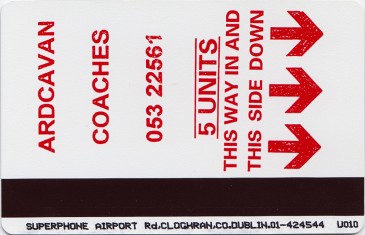 ARDCAVAN
COACHES
053 22561
5 UNITS
THIS WAY IN AND
THIS SIDE DOWN
SUPERPHONE AIRPORT Rd,CLOGHRAN,CO.DUBLIN.01-424544 U010